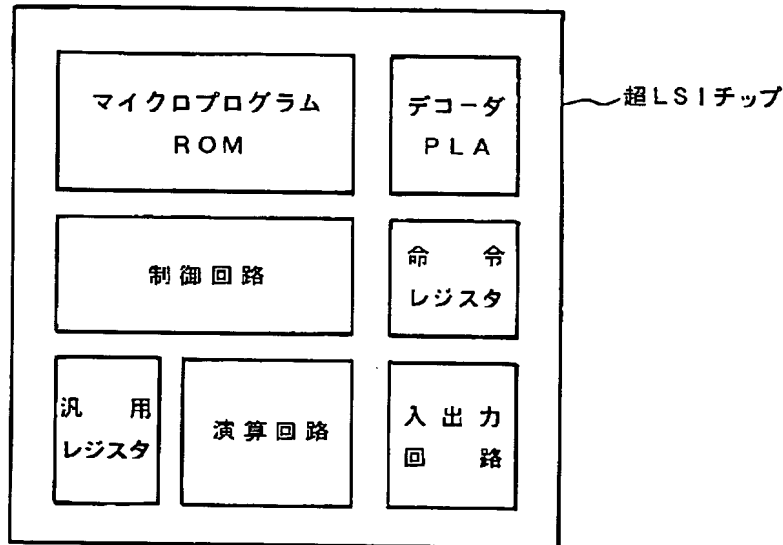 マイクロプログラム
ROM
デコーダ
PLA
超LSIチップ
制御回路
命令
レジスタ
汎用
レジスタ
演算回路
入出力
回路